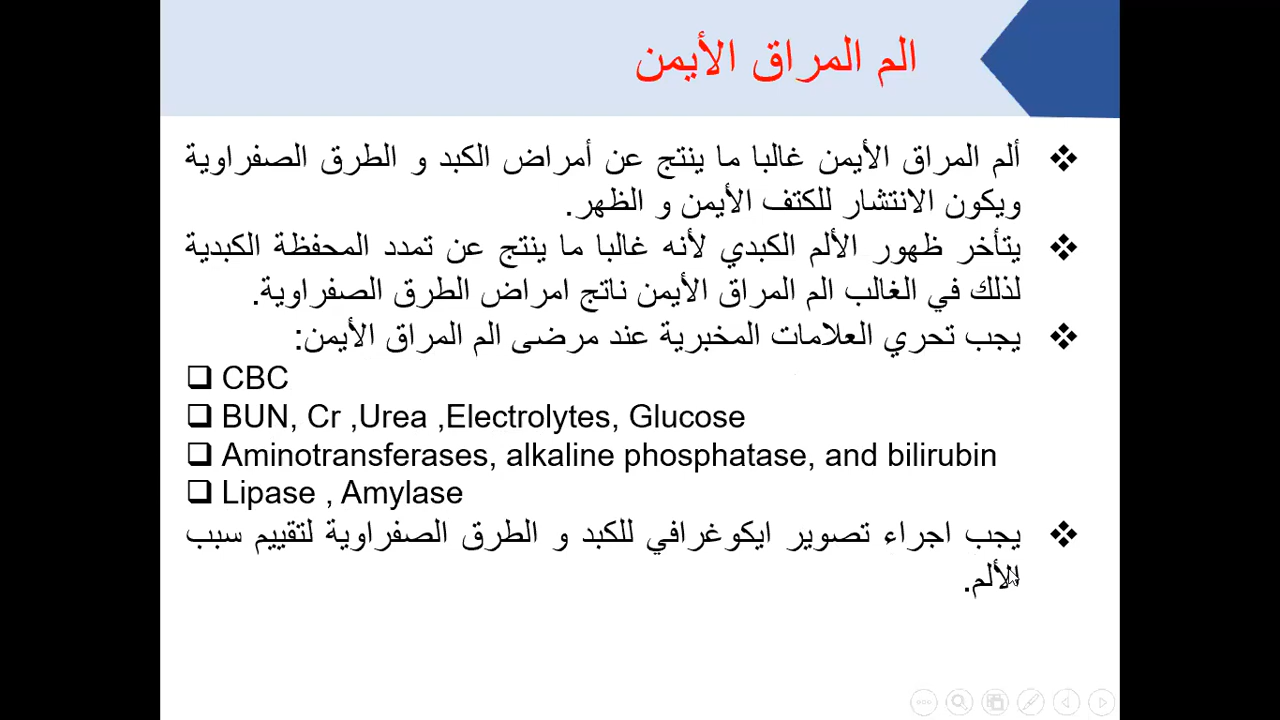 الم المراق الأيمن
❖ ألم المراق الأيمن غالبا ما ينتج عن أمراض الكبد و الطرق الصفراوية
ويكون الانتشار للكتف الأيمن و الظهر.
❖ يتأخر ظهور الألم الكبدي لأنه غالبا ما ينتج عن تمدد المحفظة الكبدية
لذلك في الغالب الم المراق الأيمن ناتج امراض الطرق الصفراوية.
❖ يجب تحري العلامات المخبرية عند مرضى الم المراق الأيمن:
❑ CBC
❑ BUN, Cr ,Urea ,Electrolytes, Glucose
❑ Aminotransferases, alkaline phosphatase, and bilirubin
❑ Lipase , Amylase
❖ يجب اجراء تصوير ايكوغرافي للكبد و الطرق الصفراوية لتقييم سبب
الألم.